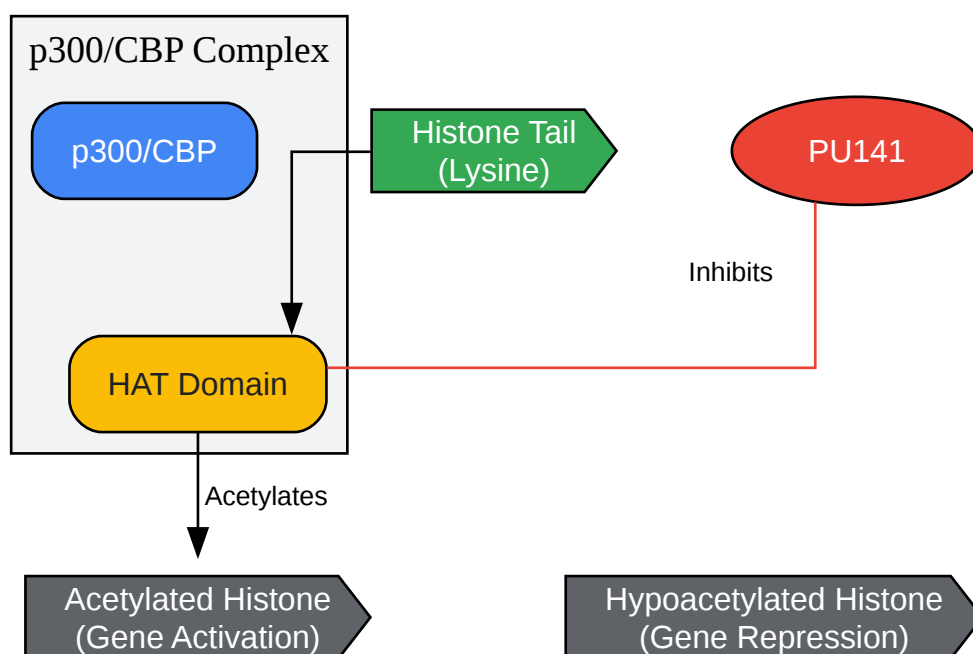 p300/CBP Complex
p300/CBP
Histone Tail
(Lysine)
PU141
Inhibits
HAT Domain
Acetylates
Acetylated Histone
(Gene Activation)
Hypoacetylated Histone
(Gene Repression)